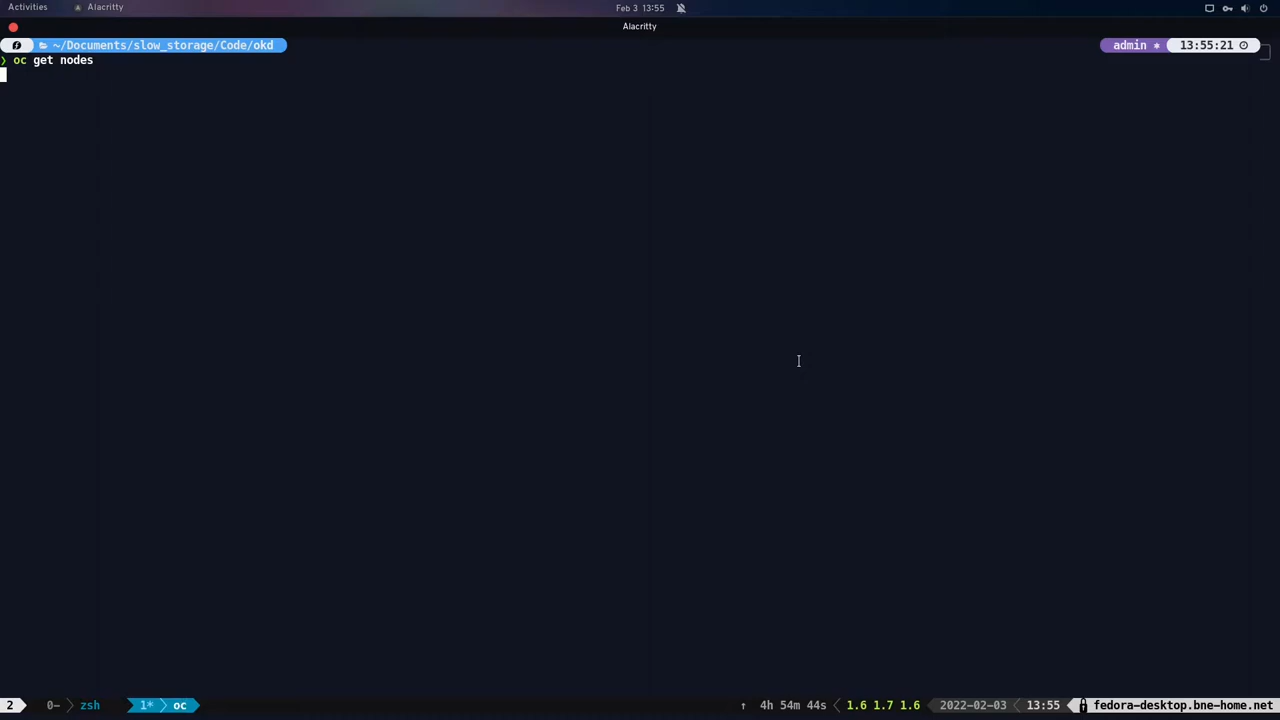 Activities Alacritty Feb 3 13:55
Alacritty
~/Documents/slow_storage/Code/okd admin * 13:55:21
❯ oc get nodes
2 0- zsh 1* oc ↑ 4h 54m 44s 1.6 1.7 1.6 2022-02-03 13:55 fedora-desktop.bne-home.net